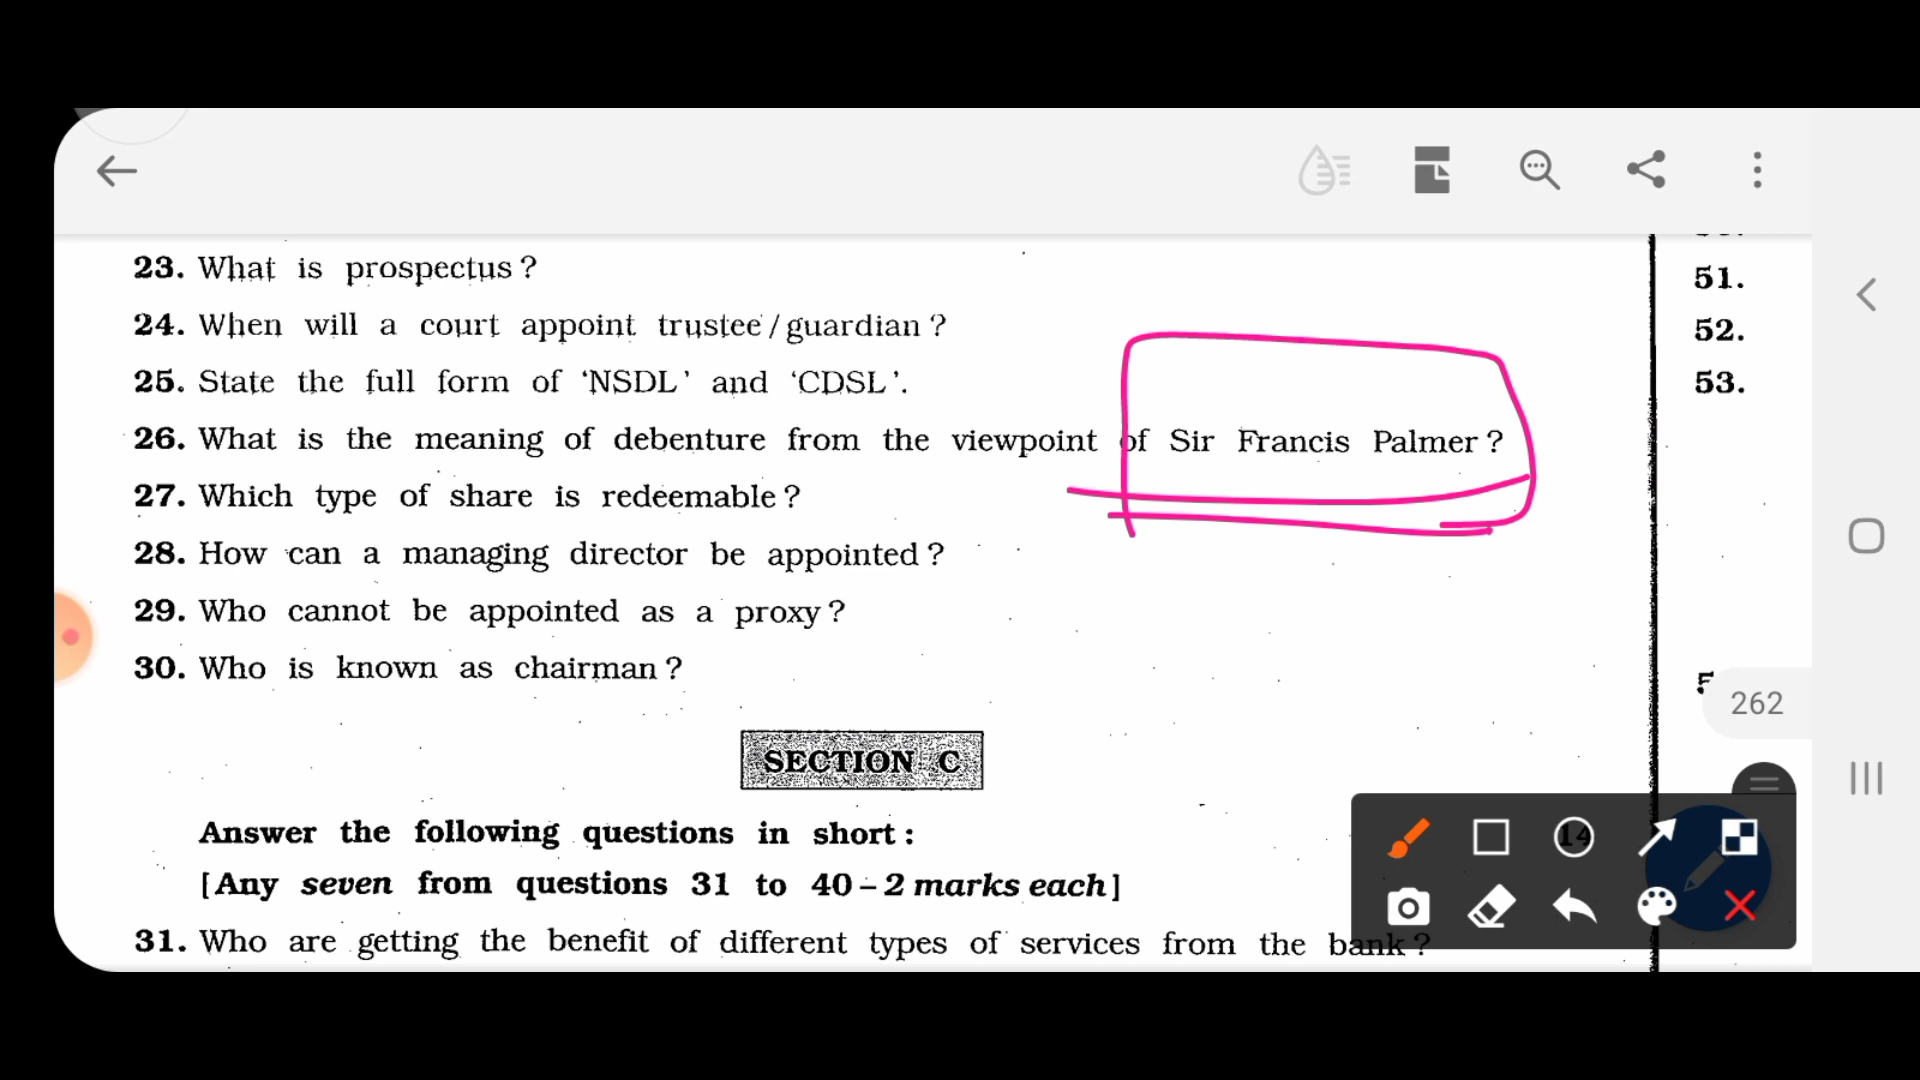 23. What is prospectus?
51.
24. When will a court appoint trustee/guardian?
52.
25. State the full form of ‘NSDL’ and ‘CDSL’.
53.
26. What is the meaning of debenture from the viewpoint of Sir Francis Palmer?
27. Which type of share is redeemable?
28. How can a managing director be appointed?
29. Who cannot be appointed as a proxy?
30. Who is known as chairman?
262
SECTION C
Answer the following questions in short:
14
[Any seven from questions 31 to 40 – 2 marks each]
31. Who are getting the benefit of different types of services from the bank?